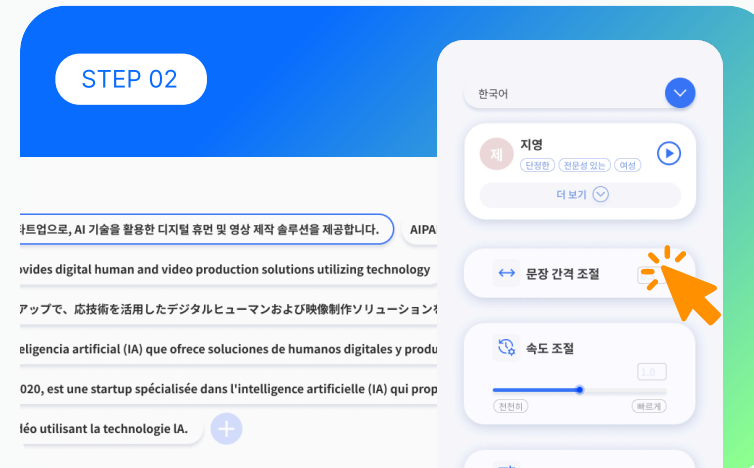 STEP 02
한국어
지영
제
단정한 전문성 있는 여성
더 보기
타트업으로, AI 기술을 활용한 디지털 휴먼 및 영상 제작 솔루션을 제공합니다. AIPA
vides digital human and video production solutions utilizing technology
문장 간격 조절
アップで、応技術を活用したデジタルヒューマンおよび映像制作ソリューションを
eligencia artificial (IA) que ofrece soluciones de humanos digitales y produ
속도 조절
1.0
020, est une startup spécialisée dans l'intelligence artificielle (IA) qui prop
천천히 빠르게
déo utilisant la technologie IA.